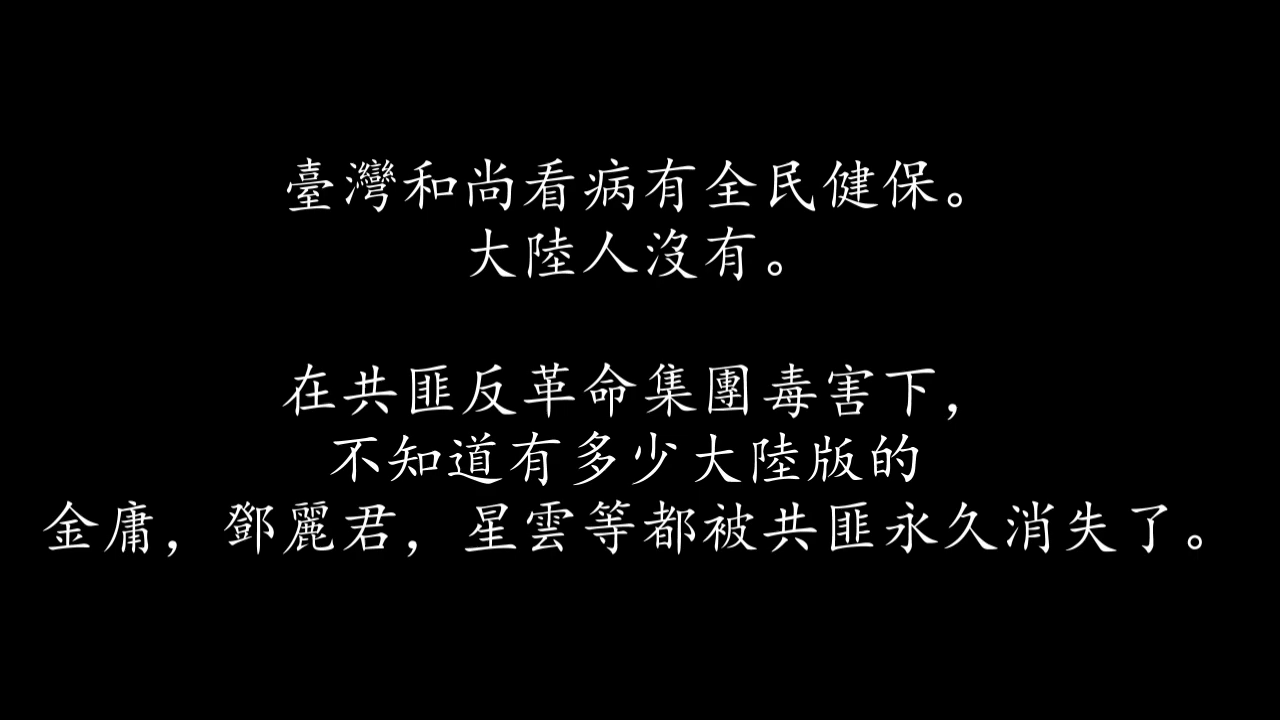 臺灣和尚看病有全民健保。
大陸人沒有。
在共匪反革命集團毒害下，
不知道有多少大陸版的
金庸，鄧麗君，星雲等都被共匪永久消失了。